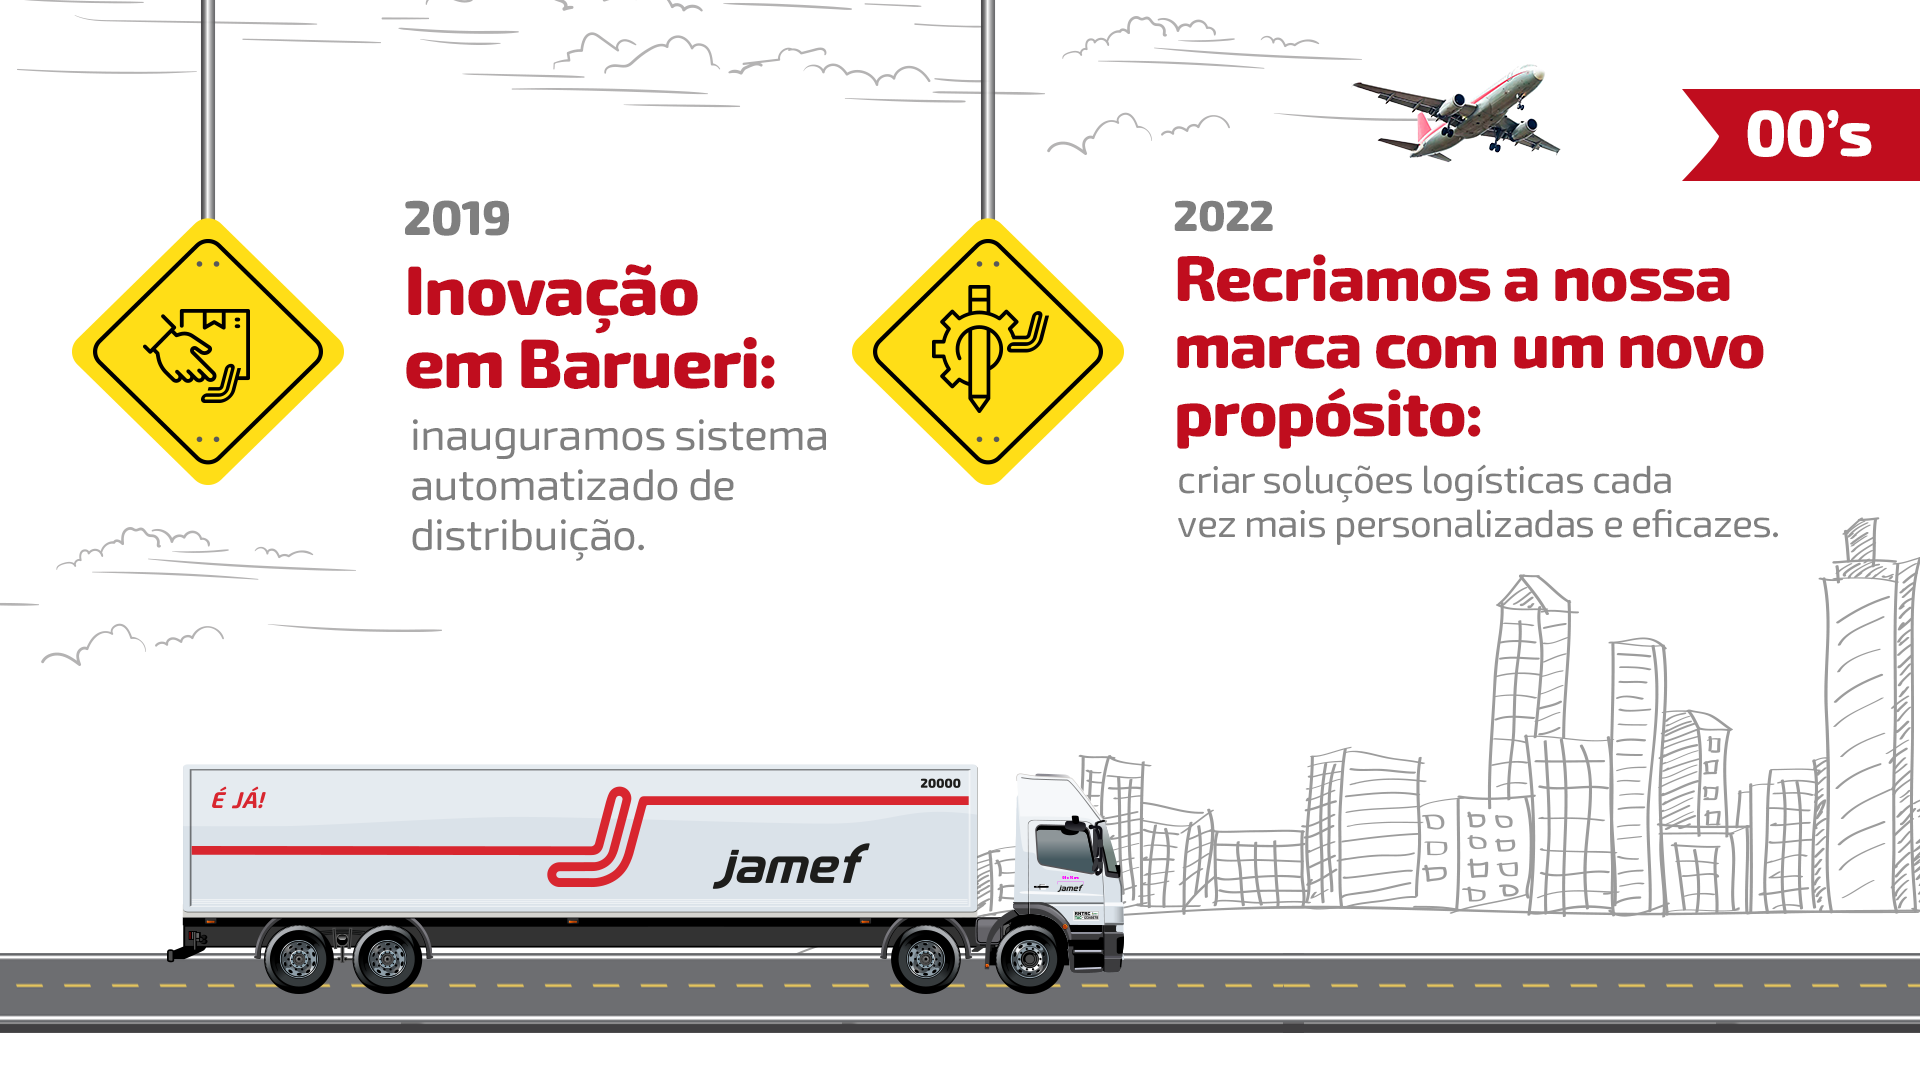 00's
2019
Inovação
em Barueri:
inauguramos sistema
automatizado de
distribuição.
2022
Recriamos a nossa
marca com um novo
propósito:
criar soluções logísticas cada
vez mais personalizadas e eficazes.
É JÁ!
20000
jamef
jamef